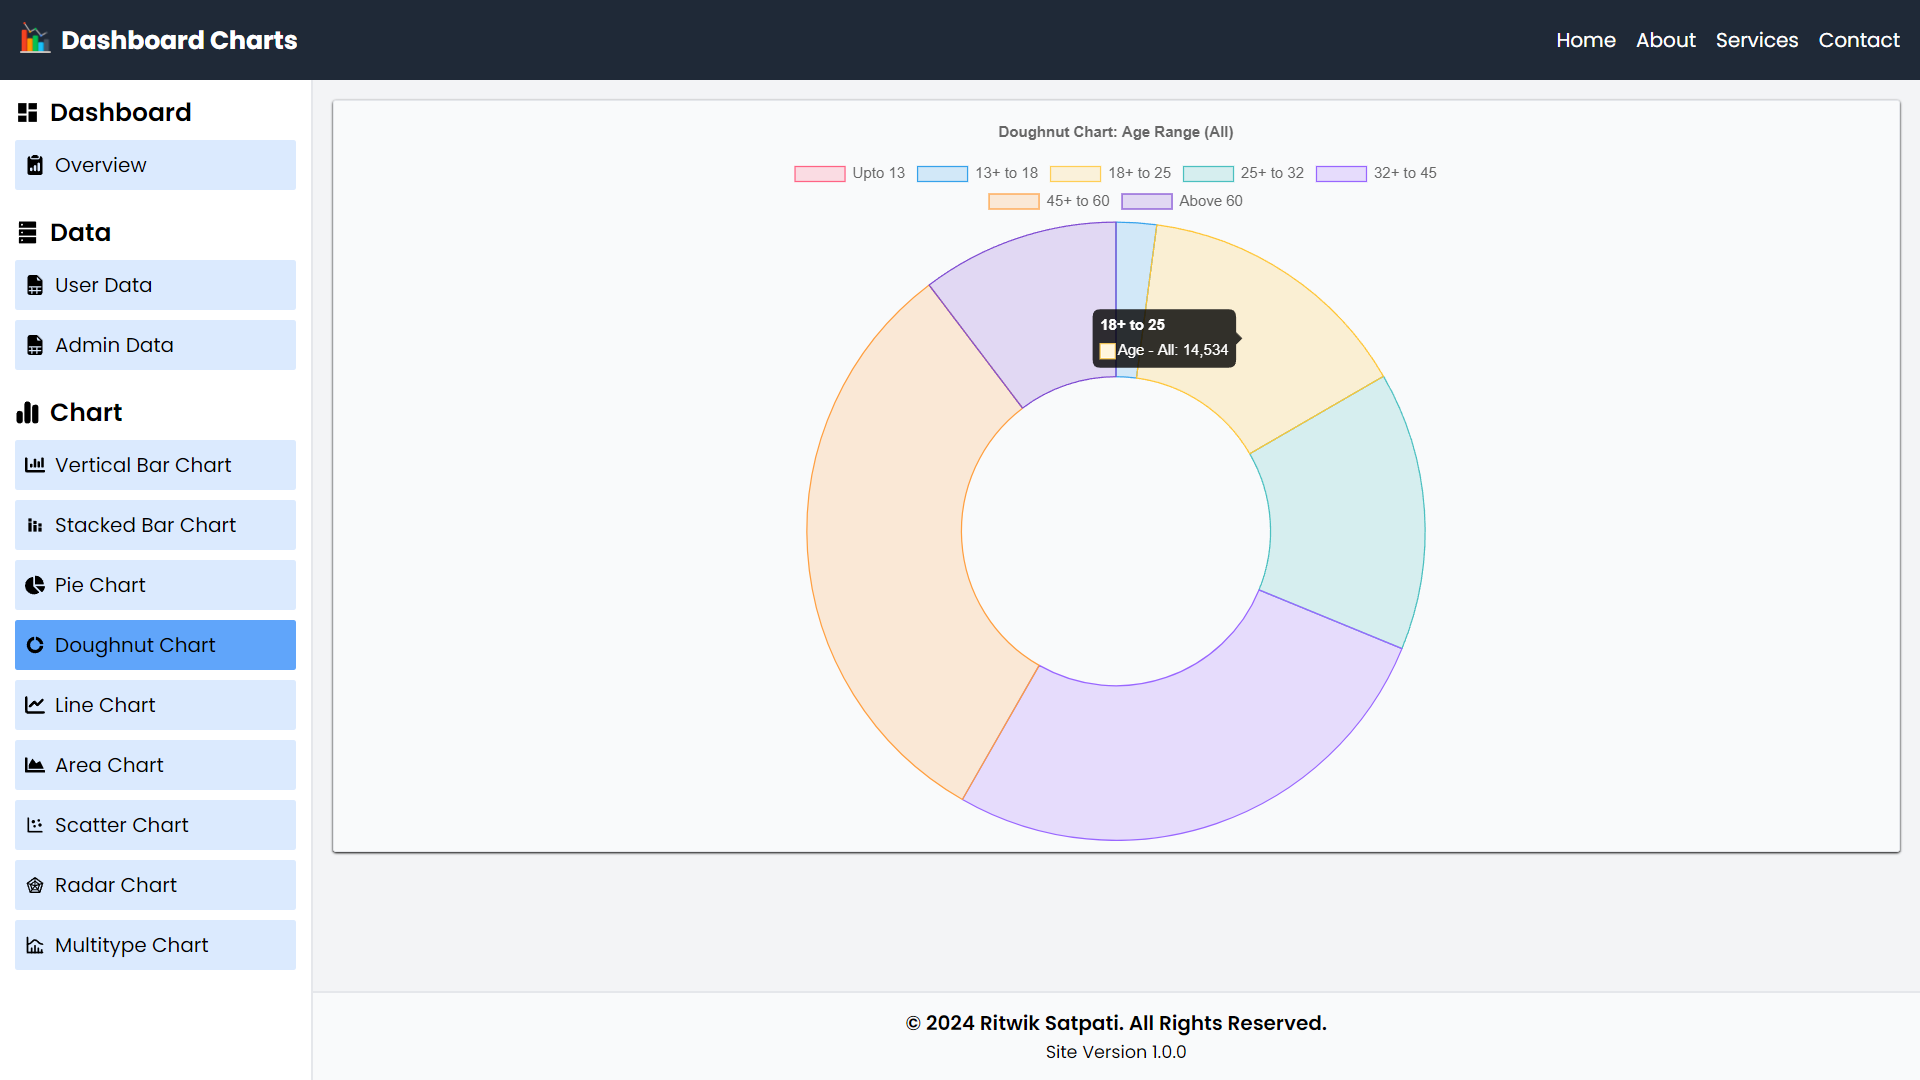 Dashboard Charts
Home About Services Contact
Dashboard
Overview
Data
User Data
Admin Data
Chart
Vertical Bar Chart
Stacked Bar Chart
Pie Chart
Doughnut Chart
Line Chart
Area Chart
Scatter Chart
Radar Chart
Multitype Chart
Doughnut Chart: Age Range (All)
Upto 13 13+ to 18 18+ to 25 25+ to 32 32+ to 45
45+ to 60 Above 60
18+ to 25
Age - All: 14,534
© 2024 Ritwik Satpati. All Rights Reserved.
Site Version 1.0.0